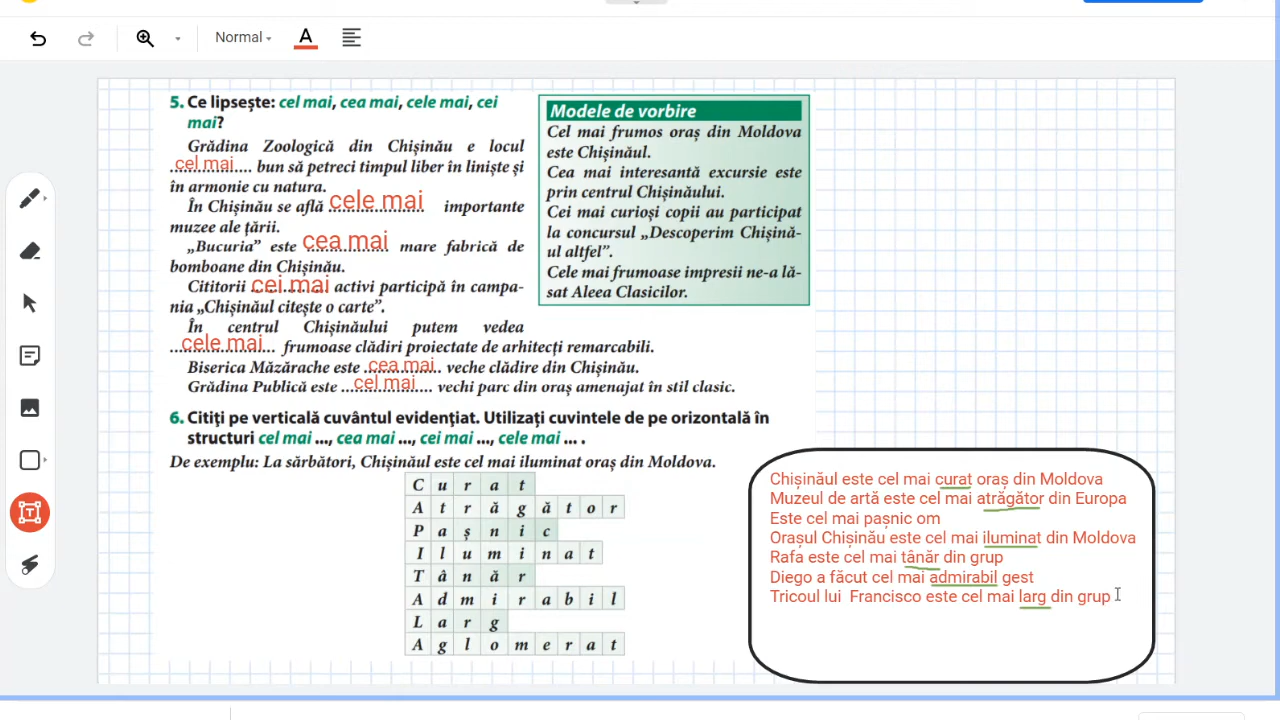 Normal
A
5. Ce lipsește: cel mai, cea mai, cele mai, cei
mai?
Grădina Zoologică din Chișinău e locul
cel mai bun să petreci timpul liber în liniște și
în armonie cu natura.
În Chișinău se află cele mai importante
muzee ale țării.
„Bucuria” este cea mai mare fabrică de
bomboane din Chișinău.
Cititorii cei mai activi participă în campa-
nia „Chișinăul citește o carte”.
În centrul Chișinăului putem vedea
cele mai frumoase clădiri proiectate de arhitecți remarcabili.
Biserica Măzărache este cea mai veche clădire din Chișinău.
Grădina Publică este cel mai vechi parc din oraș amenajat în stil clasic.
Modele de vorbire
Cel mai frumos oraș din Moldova
este Chișinăul.
Cea mai interesantă excursie este
prin centrul Chișinăului.
Cei mai curioși copii au participat
la concursul „Descoperim Chișină-
ul altfel”.
Cele mai frumoase impresii ne-a lă-
sat Aleea Clasicilor.
6. Citiți pe verticală cuvântul evidențiat. Utilizați cuvintele de pe orizontală în
structuri cel mai ..., cea mai ..., cei mai ..., cele mai ... .
De exemplu: La sărbători, Chișinăul este cel mai iluminat oraș din Moldova.
C u r a t
A t r ă g ă t o r
P a ș n i c
I l u m i n a t
T â n ă r
A d m i r a b i l
L a r g
A g l o m e r a t
Chișinăul este cel mai curat oraș din Moldova
Muzeul de artă este cel mai atrăgător din Europa
Este cel mai pașnic om
Orașul Chișinău este cel mai iluminat din Moldova
Rafa este cel mai tânăr din grup
Diego a făcut cel mai admirabil gest
Tricoul lui Francisco este cel mai larg din grup